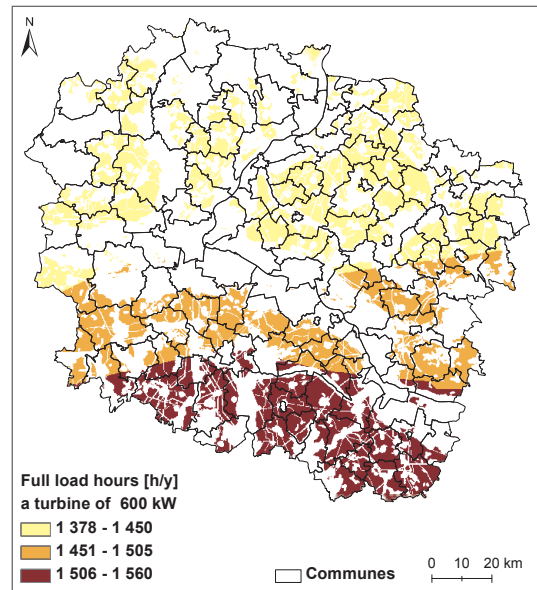 N
Full load hours [h/y]
a turbine of 600 kW
1 378 - 1 450
1 451 - 1 505
1 506 - 1 560
Communes
0 10 20 km